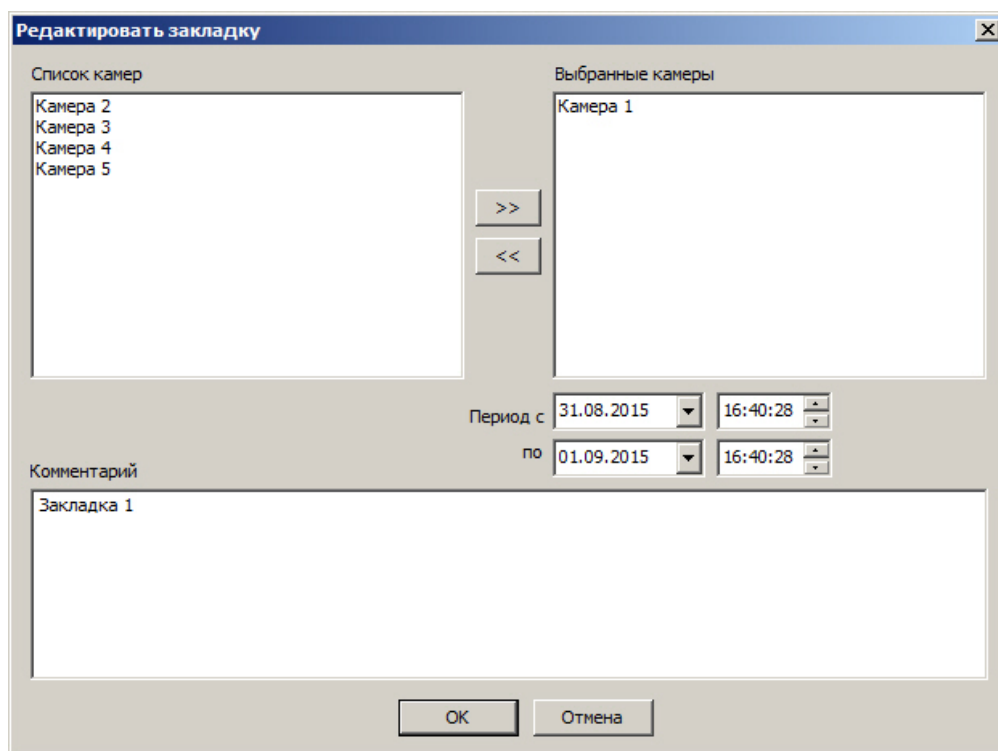 Редактировать закладку
Список камер
Выбранные камеры
Камера 2
Камера 3
Камера 4
Камера 5
Камера 1
>>
<<
Период с 31.08.2015 16:40:28
по 01.09.2015 16:40:28
Комментарий
Закладка 1
OK
Отмена